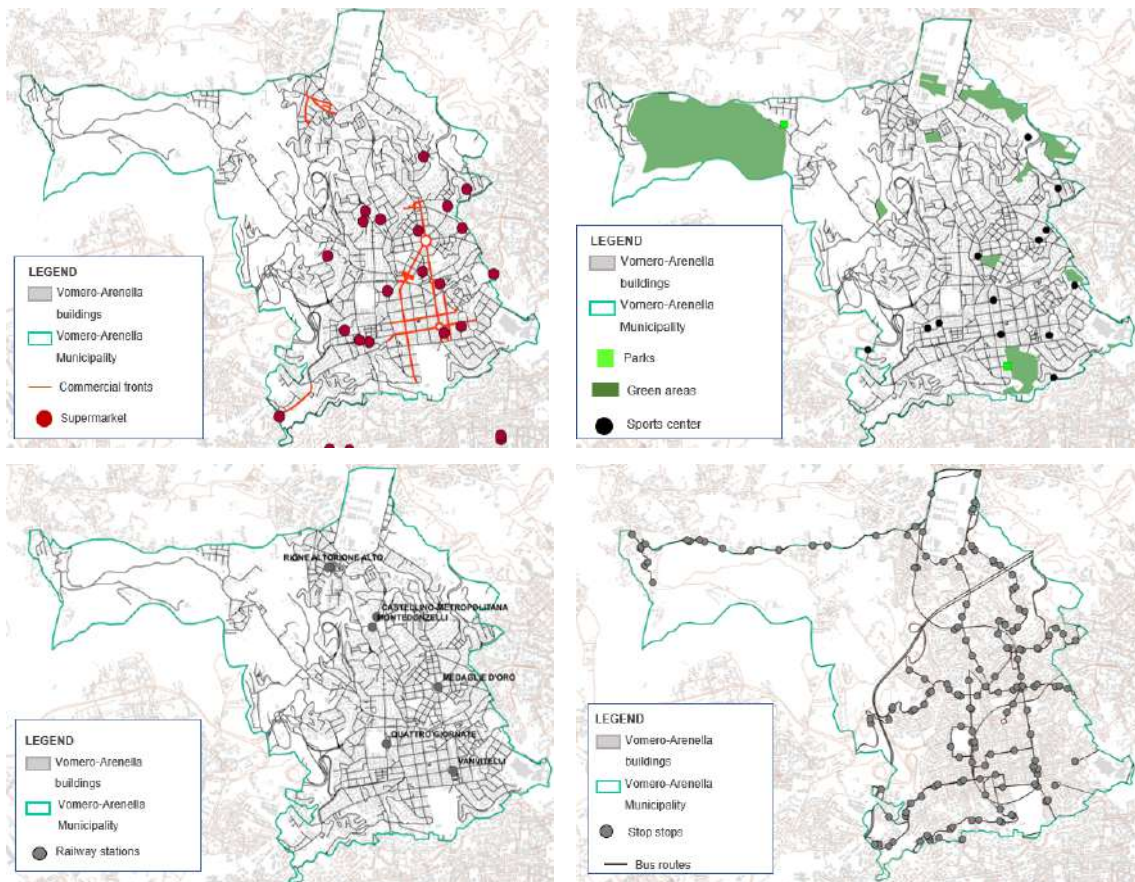 LEGEND
Vomero-Arenella
buildings
Vomero-Arenella
Municipality
Commercial fronts
Supermarket
LEGEND
Vomero-Arenella
buildings
Vomero-Arenella
Municipality
Parks
Green areas
Sports center
RIONE ALTORIONE ALTO
CASTELLINO-METROPOLITANA
MONTEDONZELLI
MEDAGLIE D'ORO
QUATTRO GIORNATE
VANVITELLI
LEGEND
Vomero-Arenella
buildings
Vomero-Arenella
Municipality
Railway stations
LEGEND
Vomero-Arenella
buildings
Vomero-Arenella
Municipality
Stop stops
Bus routes